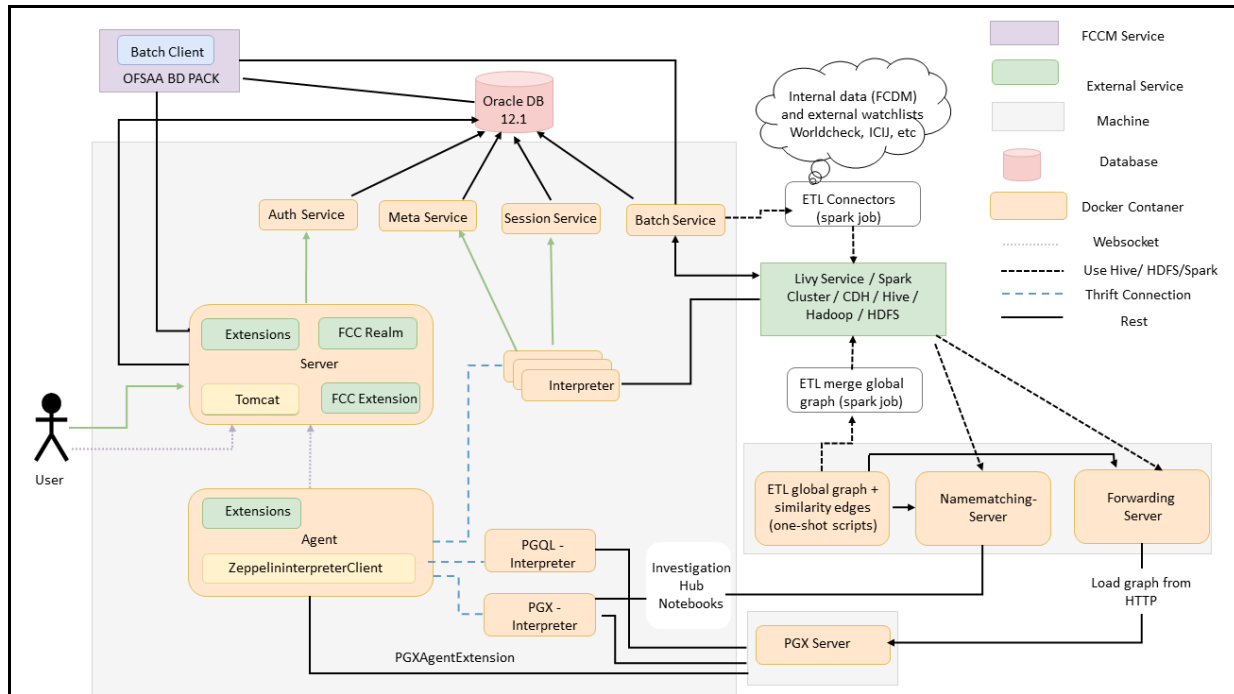 Batch Client
OFSAA BD PACK
Oracle DB
12.1
Internal data (FCDM)
and external watchlists
Worldcheck, ICIJ, etc
FCCM Service
External Service
Machine
Database
Docker Contaner
Websocket
Use Hive/ HDFS/Spark
Thrift Connection
Rest
Auth Service
Meta Service
Session Service
Batch Service
ETL Connectors
(spark job)
Livy Service / Spark
Cluster / CDH / Hive /
Hadoop / HDFS
Extensions
FCC Realm
Server
Tomcat
FCC Extension
Interpreter
ETL merge global
graph (spark job)
User
ETL global graph +
similarity edges
(one-shot scripts)
Namematching-
Server
Forwarding
Server
Extensions
Agent
ZeppelininterpreterClient
PGQL -
Interpreter
PGX -
Interpreter
Investigation
Hub
Notebooks
Load graph from
HTTP
PGX Server
PGXAgentExtension